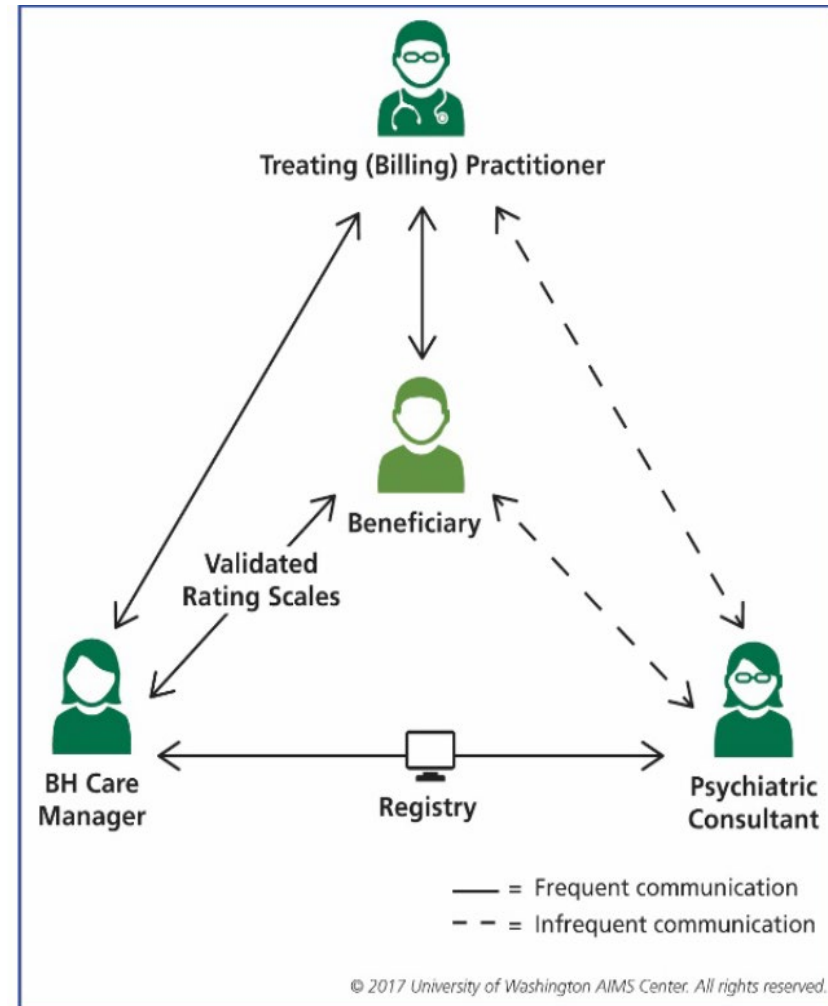 Treating (Billing) Practitioner
Beneficiary
Validated
Rating Scales
BH Care
Manager
Registry
Psychiatric
Consultant
= Frequent communication
= Infrequent communication
© 2017 University of Washington AIMS Center. All rights reserved.